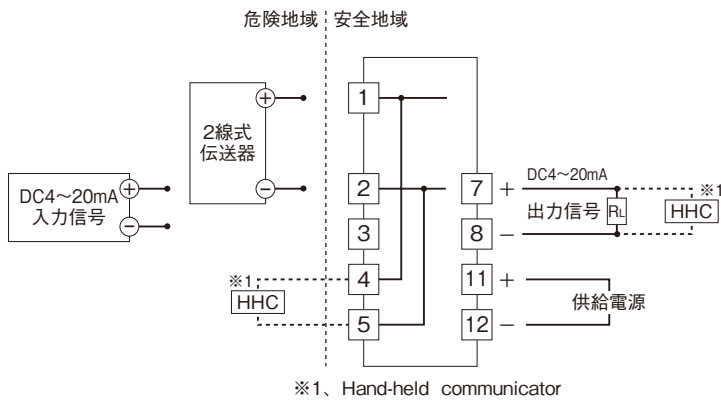 危険地域
安全地域
1
2線式
伝送器
+
−
DC4～20mA
入力信号
+
−
2
3
4
5
※1
HHC
7
+
DC4～20mA
出力信号
RL
※1
HHC
8
−
11
+
供給電源
12
−
※1、Hand-held communicator